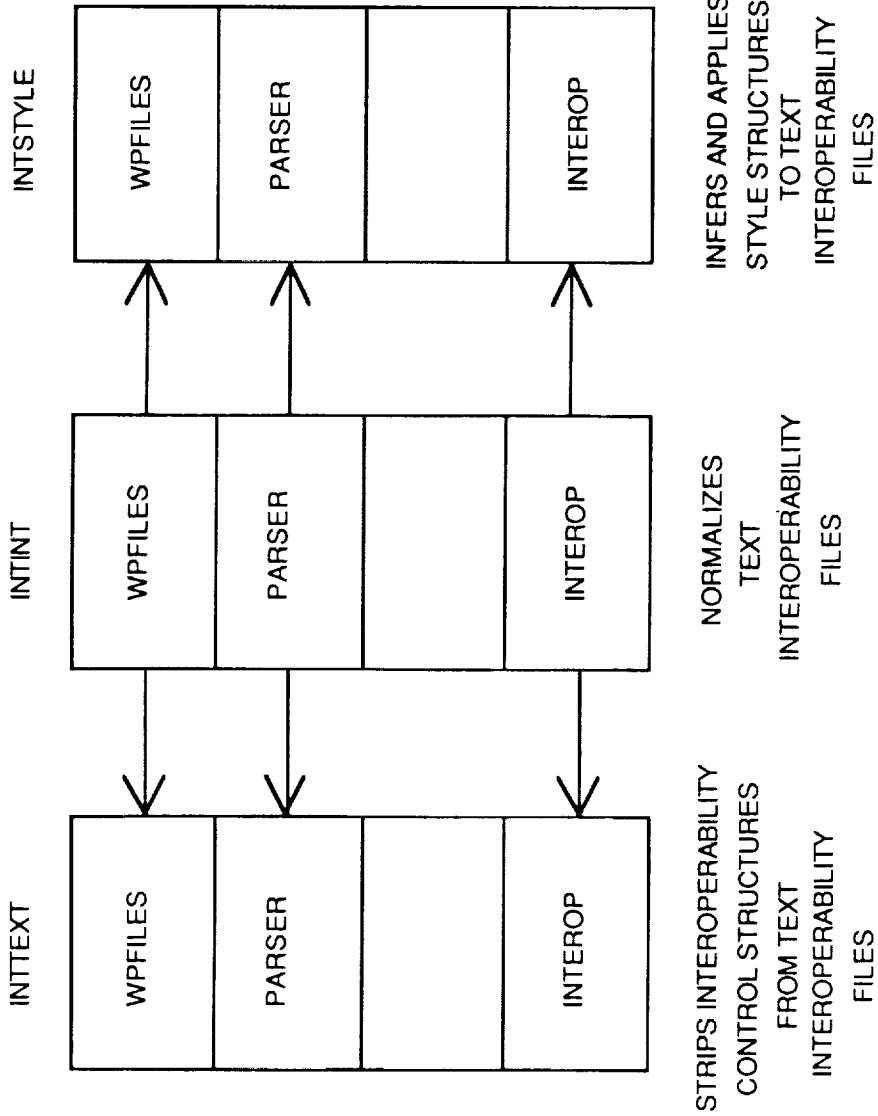 INTTEXT
WPFILES
PARSER
INTEROP
STRIPS INTEROPERABILITY
CONTROL STRUCTURES
FROM TEXT
INTEROPERABILITY
FILES
INTINT
WPFILES
PARSER
INTEROP
NORMALIZES
TEXT
INTEROPERABILITY
FILES
INTSTYLE
WPFILES
PARSER
INTEROP
INFERS AND APPLIES
STYLE STRUCTURES
TO TEXT
INTEROPERABILITY
FILES